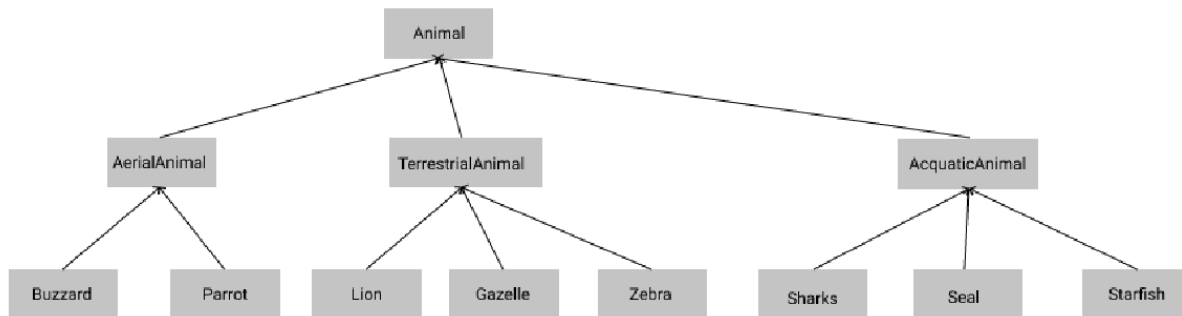 Animal
AerialAnimal
TerrestrialAnimal
AcquaticAnimal
Buzzard
Parrot
Lion
Gazelle
Zebra
Sharks
Seal
Starfish